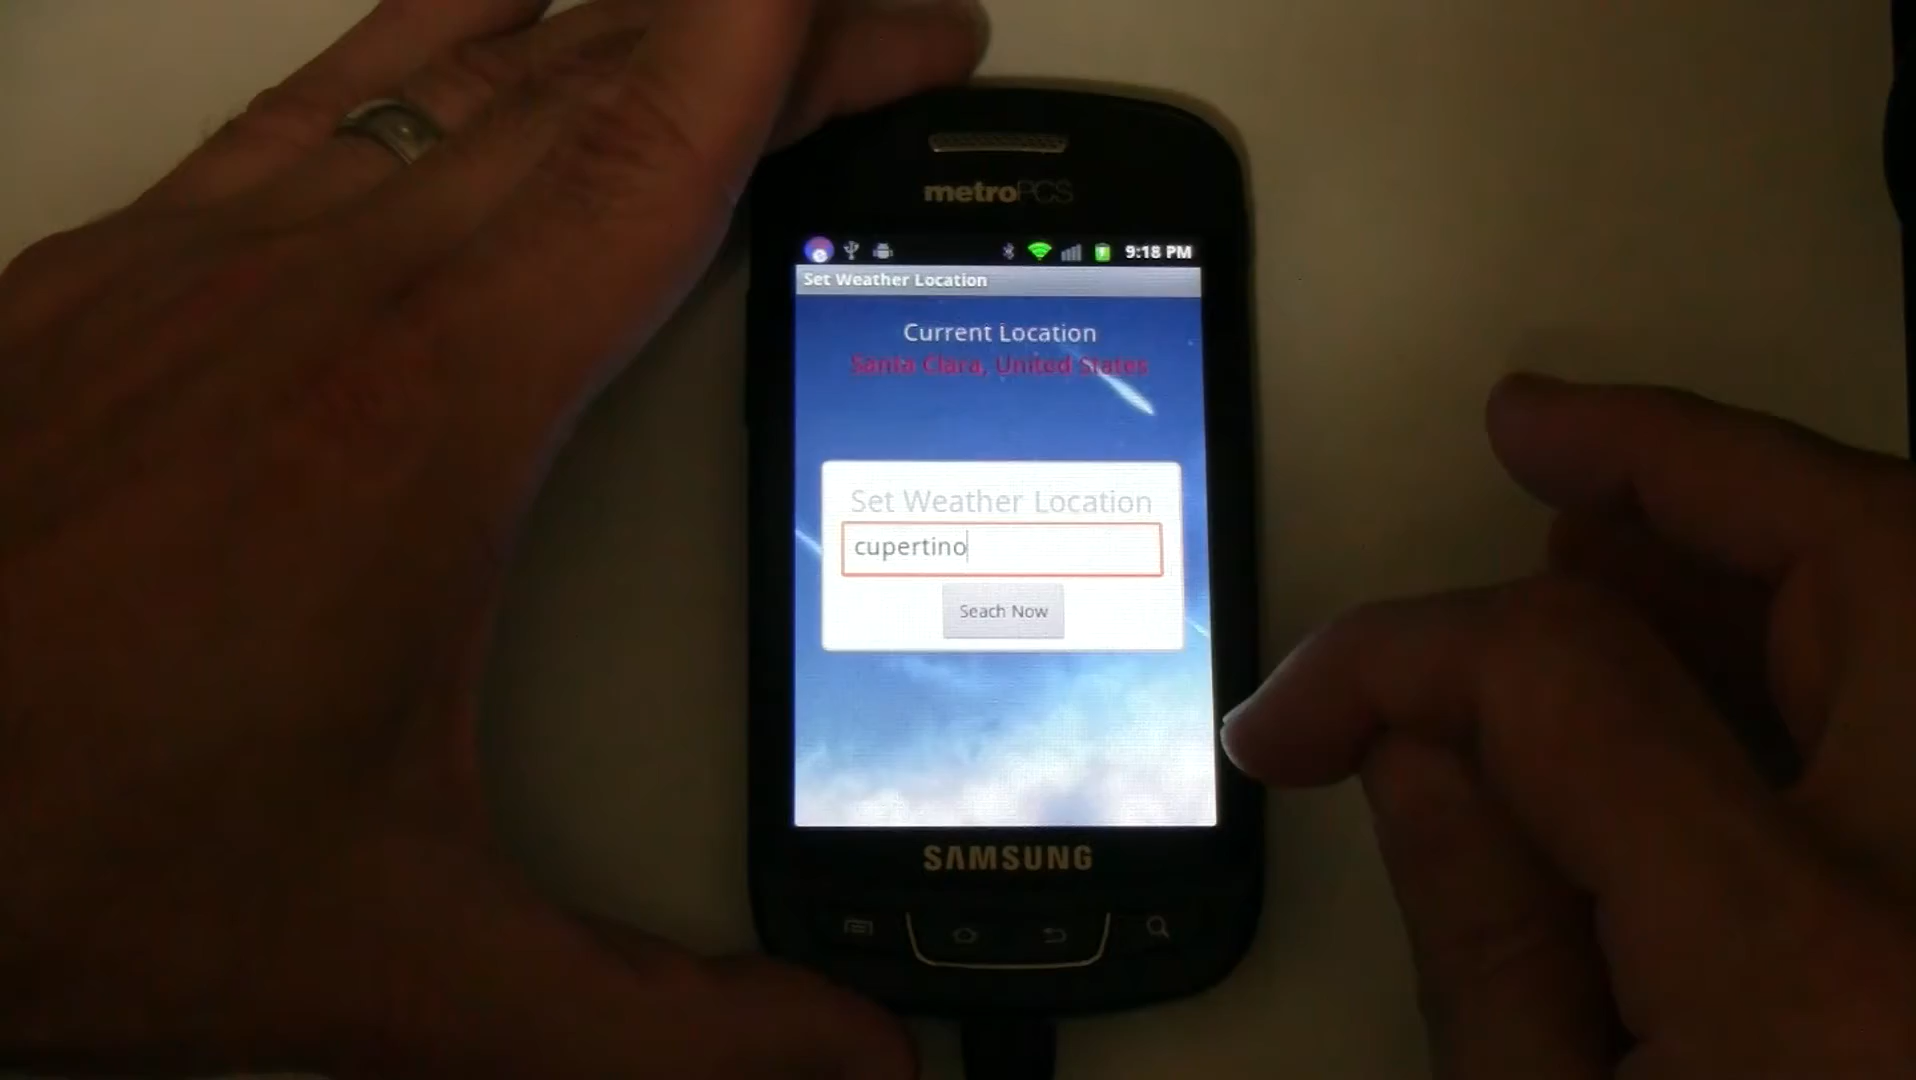 metroPCS
9:18 PM
Set Weather Location
Current Location
Santa Clara, United States
Set Weather Location
cupertino
Seach Now
SAMSUNG